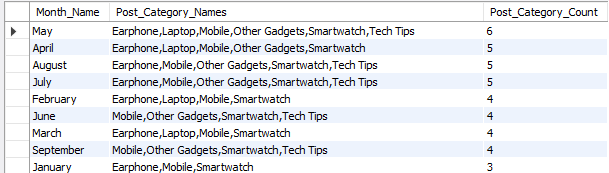 Month_Name Post_Category_Names Post_Category_Count
May Earphone,Laptop,Mobile,Other Gadgets,Smartwatch,Tech Tips 6
April Earphone,Laptop,Mobile,Other Gadgets,Smartwatch 5
August Earphone,Mobile,Other Gadgets,Smartwatch,Tech Tips 5
July Earphone,Mobile,Other Gadgets,Smartwatch,Tech Tips 5
February Earphone,Laptop,Mobile,Smartwatch 4
June Mobile,Other Gadgets,Smartwatch,Tech Tips 4
March Earphone,Laptop,Mobile,Smartwatch 4
September Mobile,Other Gadgets,Smartwatch,Tech Tips 4
January Earphone,Mobile,Smartwatch 3